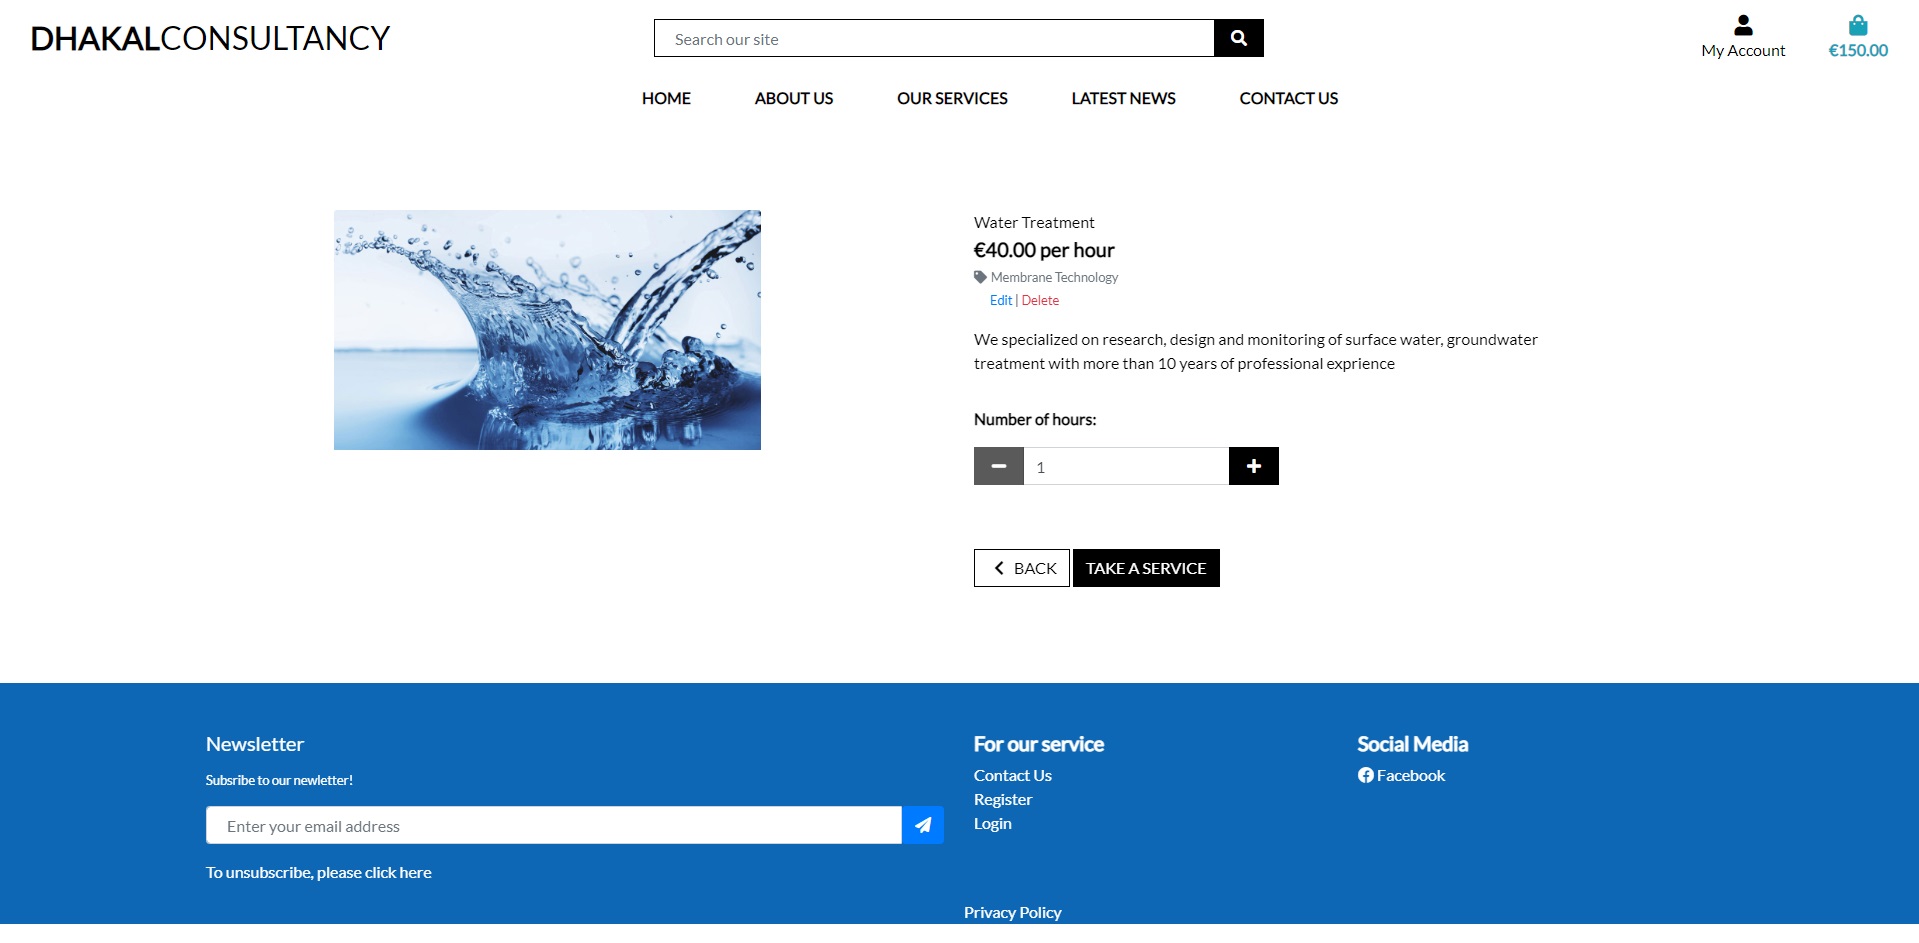 DHAKALCONSULTANCY
Search our site
My Account
€150.00
HOME ABOUT US OUR SERVICES LATEST NEWS CONTACT US
Water Treatment
€40.00 per hour
Membrane Technology
Edit | Delete
We specialized on research, design and monitoring of surface water, groundwater
treatment with more than 10 years of professional exprience
Number of hours:
1
BACK
TAKE A SERVICE
Newsletter
Subsribe to our newletter!
Enter your email address
To unsubscribe, please click here
For our service
Contact Us
Register
Login
Social Media
Facebook
Privacy Policy